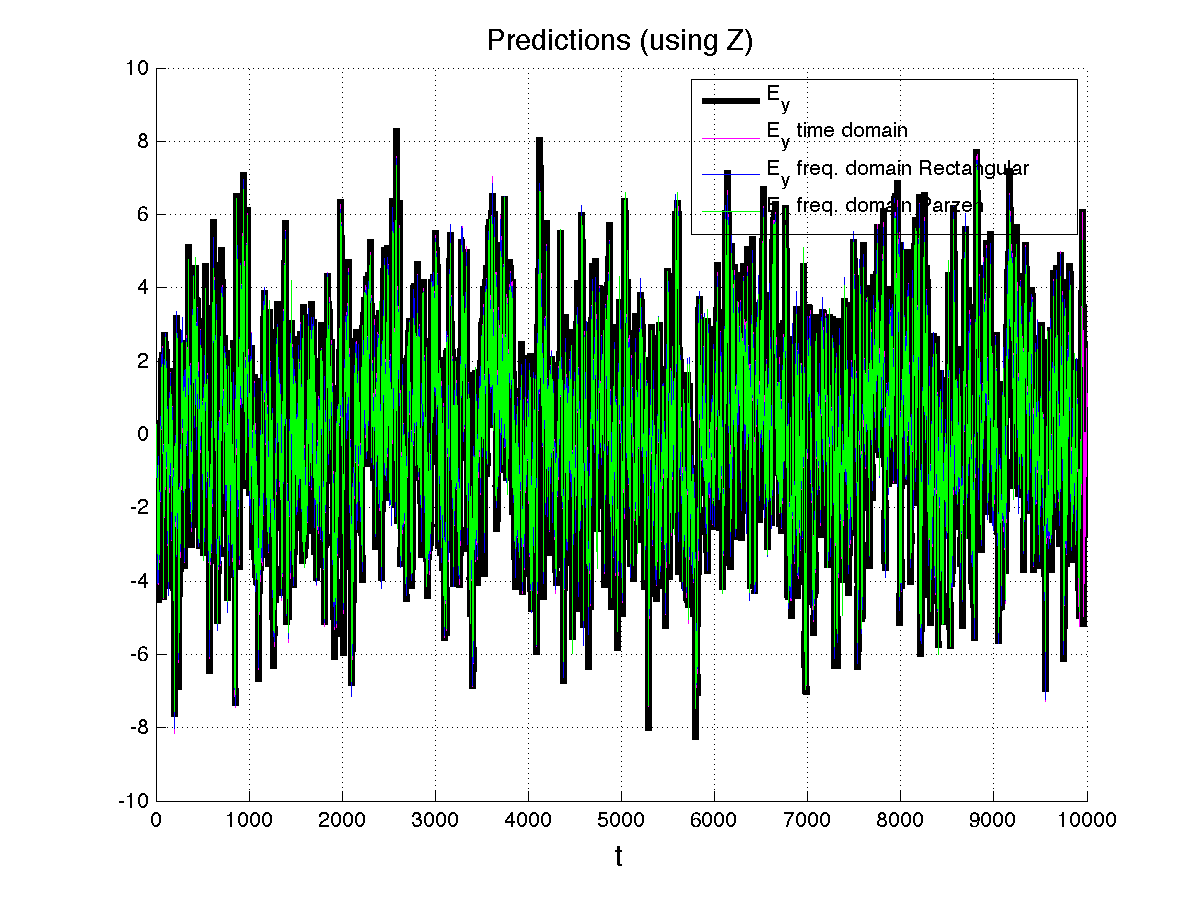 Predictions (using Z)
10
8
6
4
2
0
-2
-4
-6
-8
-10
0 1000 2000 3000 4000 5000 6000 7000 8000 9000 10000
t
E_y
E_y time domain
E_y freq. domain Rectangular
E_y freq. domain Parzen